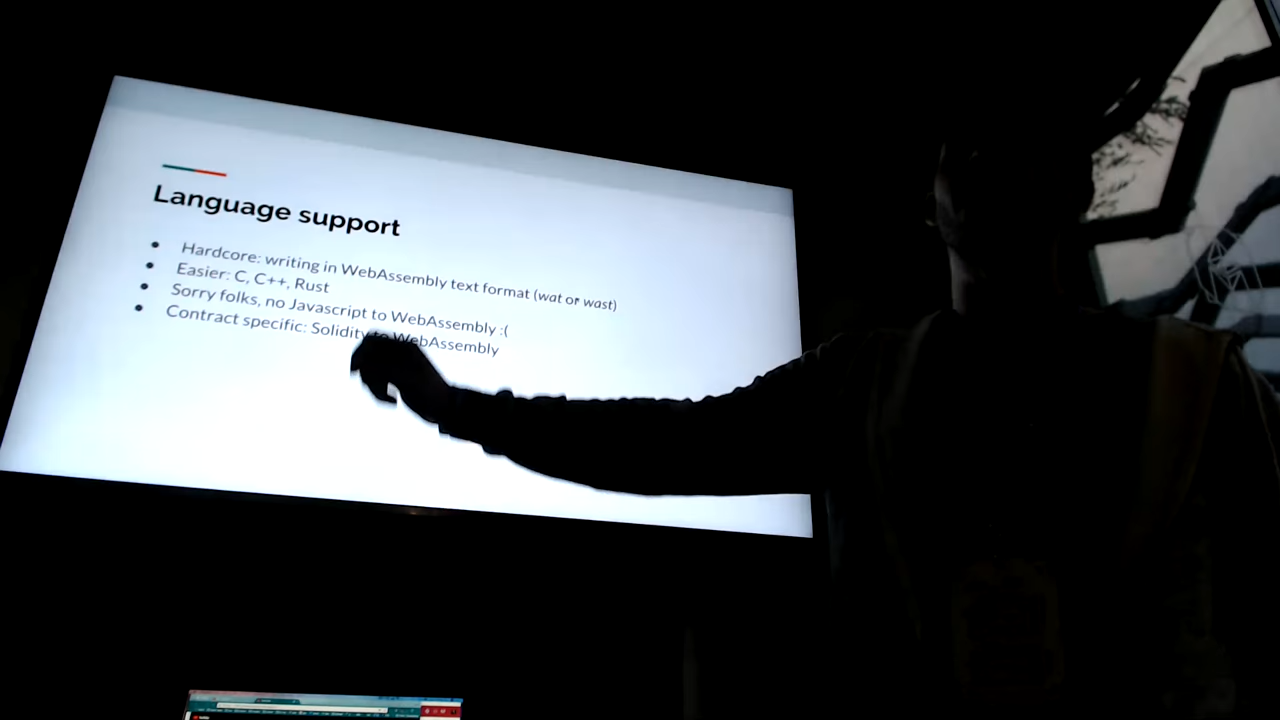 Language support
Hardcore: writing in WebAssembly text format (wat or wast)
Easier: C, C++, Rust
Sorry folks, no Javascript to WebAssembly :(
Contract specific: Solidity to WebAssembly